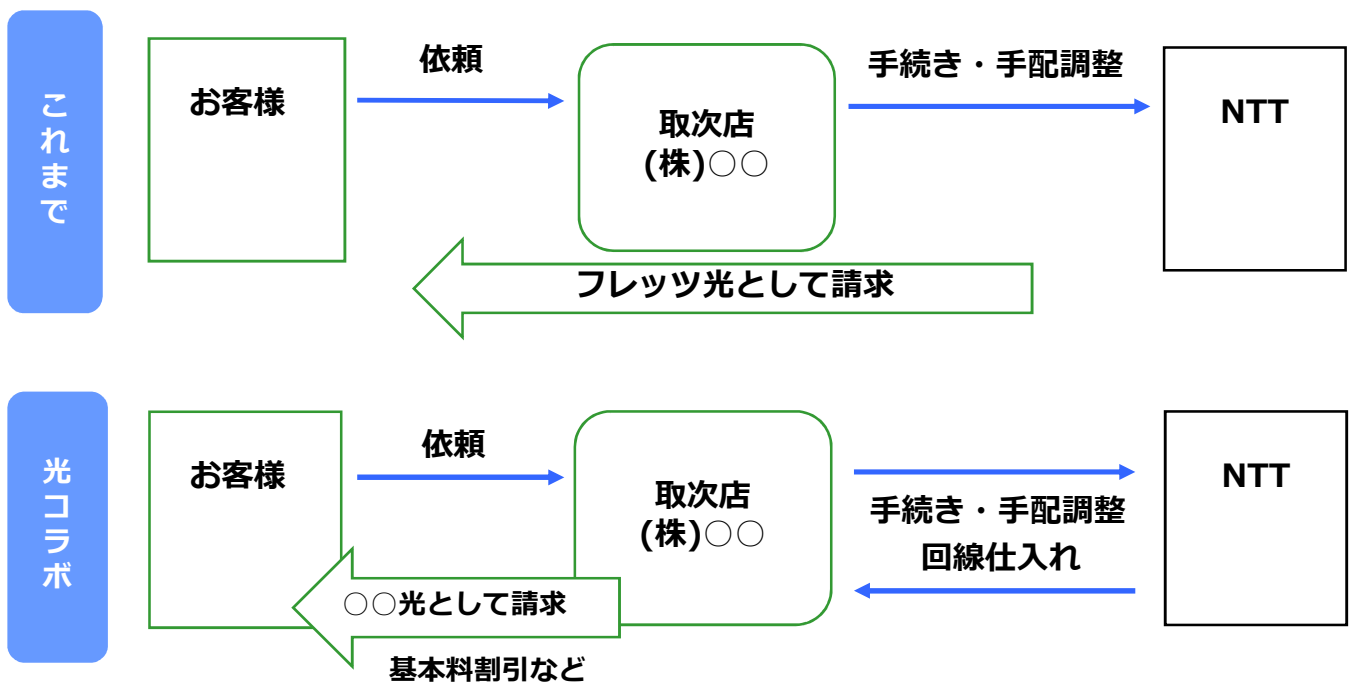 これまで
お客様
依頼
取次店
(株)○○
手続き・手配調整
NTT
フレッツ光として請求
光コラボ
お客様
依頼
取次店
(株)○○
手続き・手配調整
回線仕入れ
NTT
○○光として請求
基本料割引など